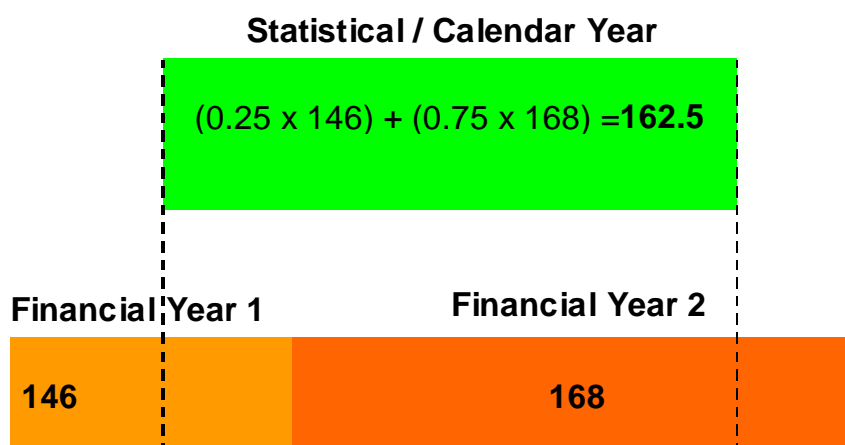 Statistical / Calendar Year
(0.25 x 146) + (0.75 x 168) =162.5
Financial Year 1
Financial Year 2
146
168